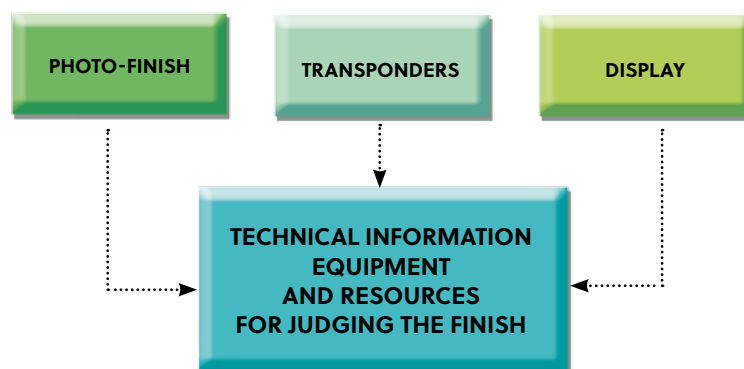 PHOTO-FINISH
TRANSPONDERS
DISPLAY
TECHNICAL INFORMATION
EQUIPMENT
AND RESOURCES
FOR JUDGING THE FINISH